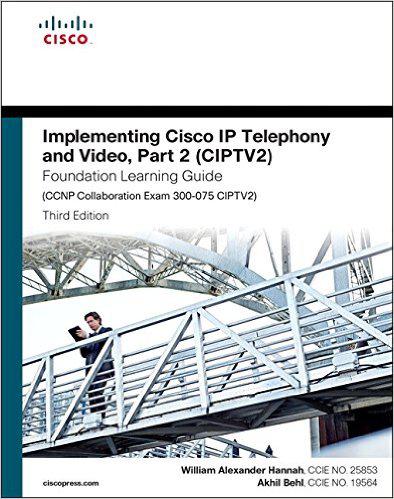 CISCO
Implementing Cisco IP Telephony
and Video, Part 2 (CIPTV2)
Foundation Learning Guide
(CCNP Collaboration Exam 300-075 CIPTV2)
Third Edition
William Alexander Hannah, CCIE NO. 25853
ciscopress.com
Akhil Behl, CCIE NO. 19564